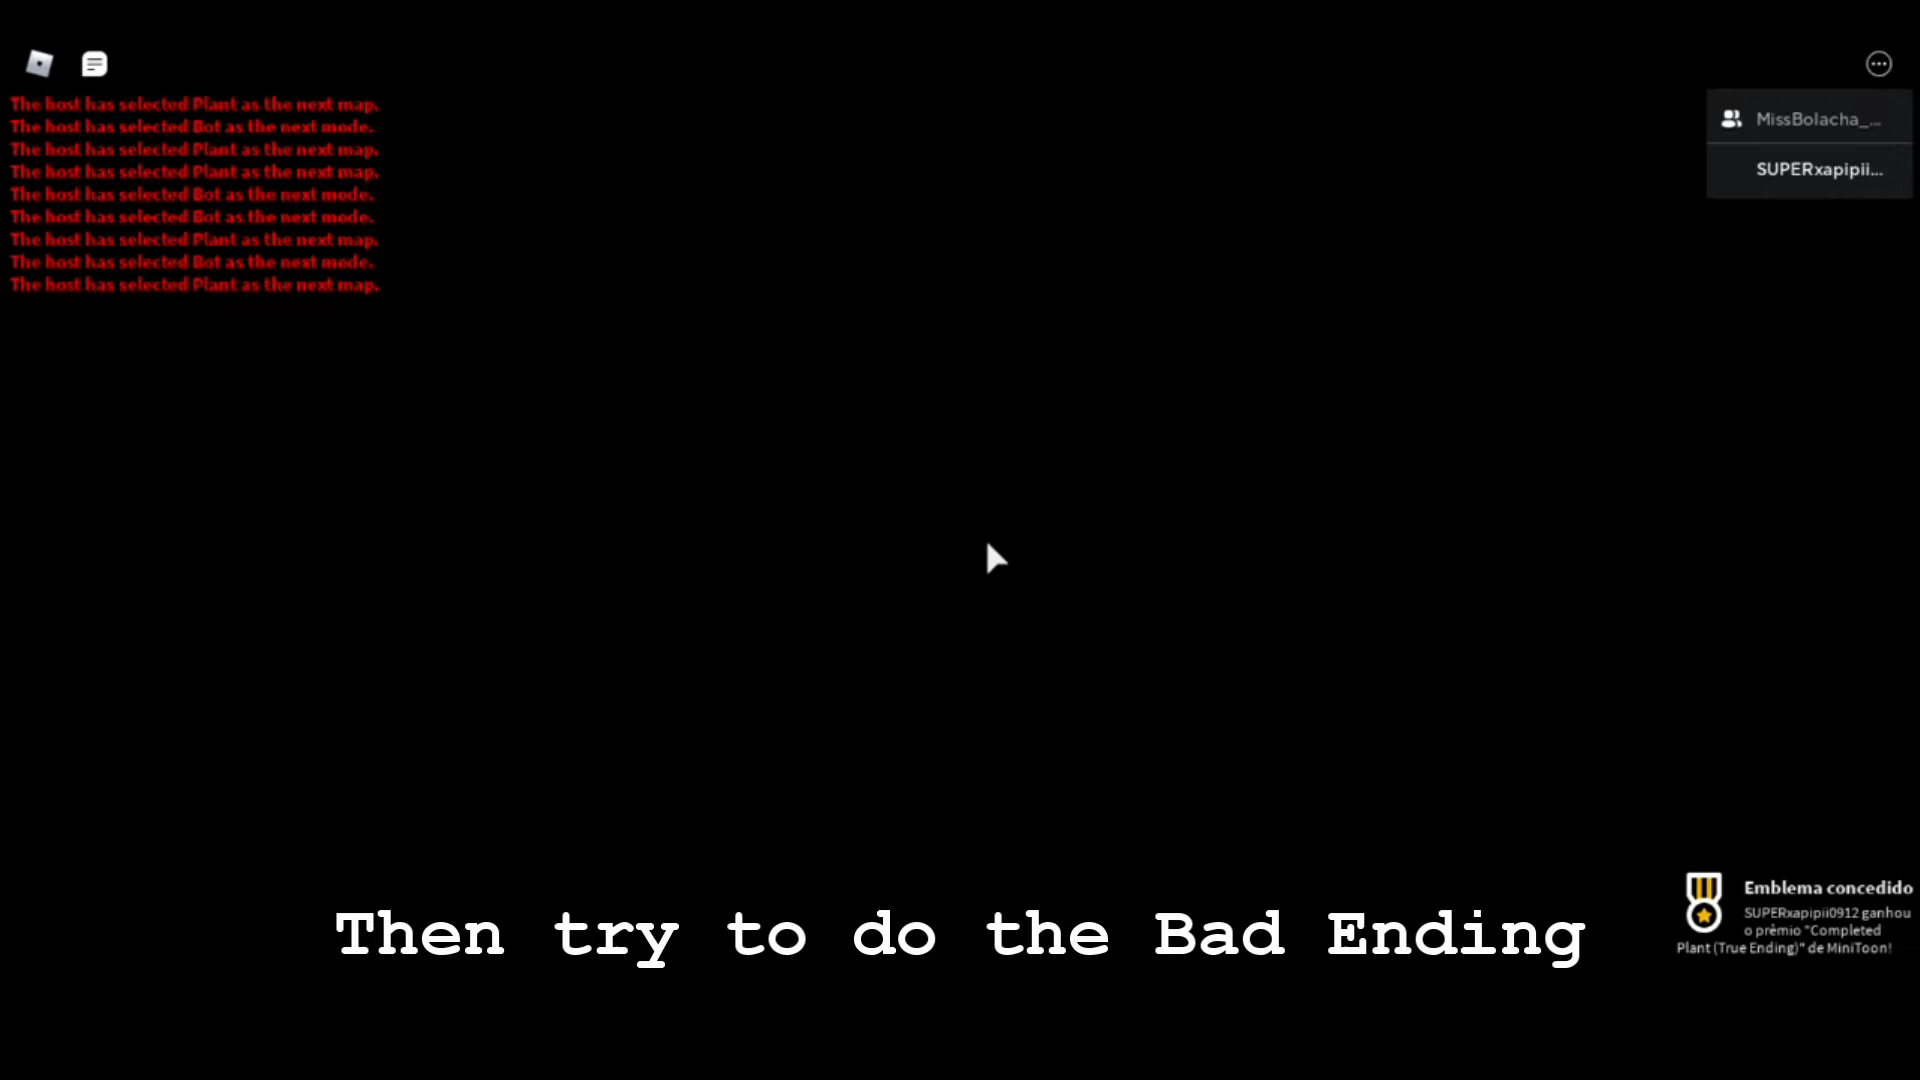 The host has selected Plant as the next map.
The host has selected Bot as the next mode.
The host has selected Plant as the next map.
The host has selected Plant as the next map.
The host has selected Bot as the next mode.
The host has selected Bot as the next mode.
The host has selected Plant as the next map.
The host has selected Bot as the next mode.
The host has selected Plant as the next map.
MissBolacha_...
SUPERxapipii...
Then try to do the Bad Ending
Emblema concedido
SUPERxapipii0912 ganhou
o prêmio "Completed
Plant (True Ending)" de MiniToon!